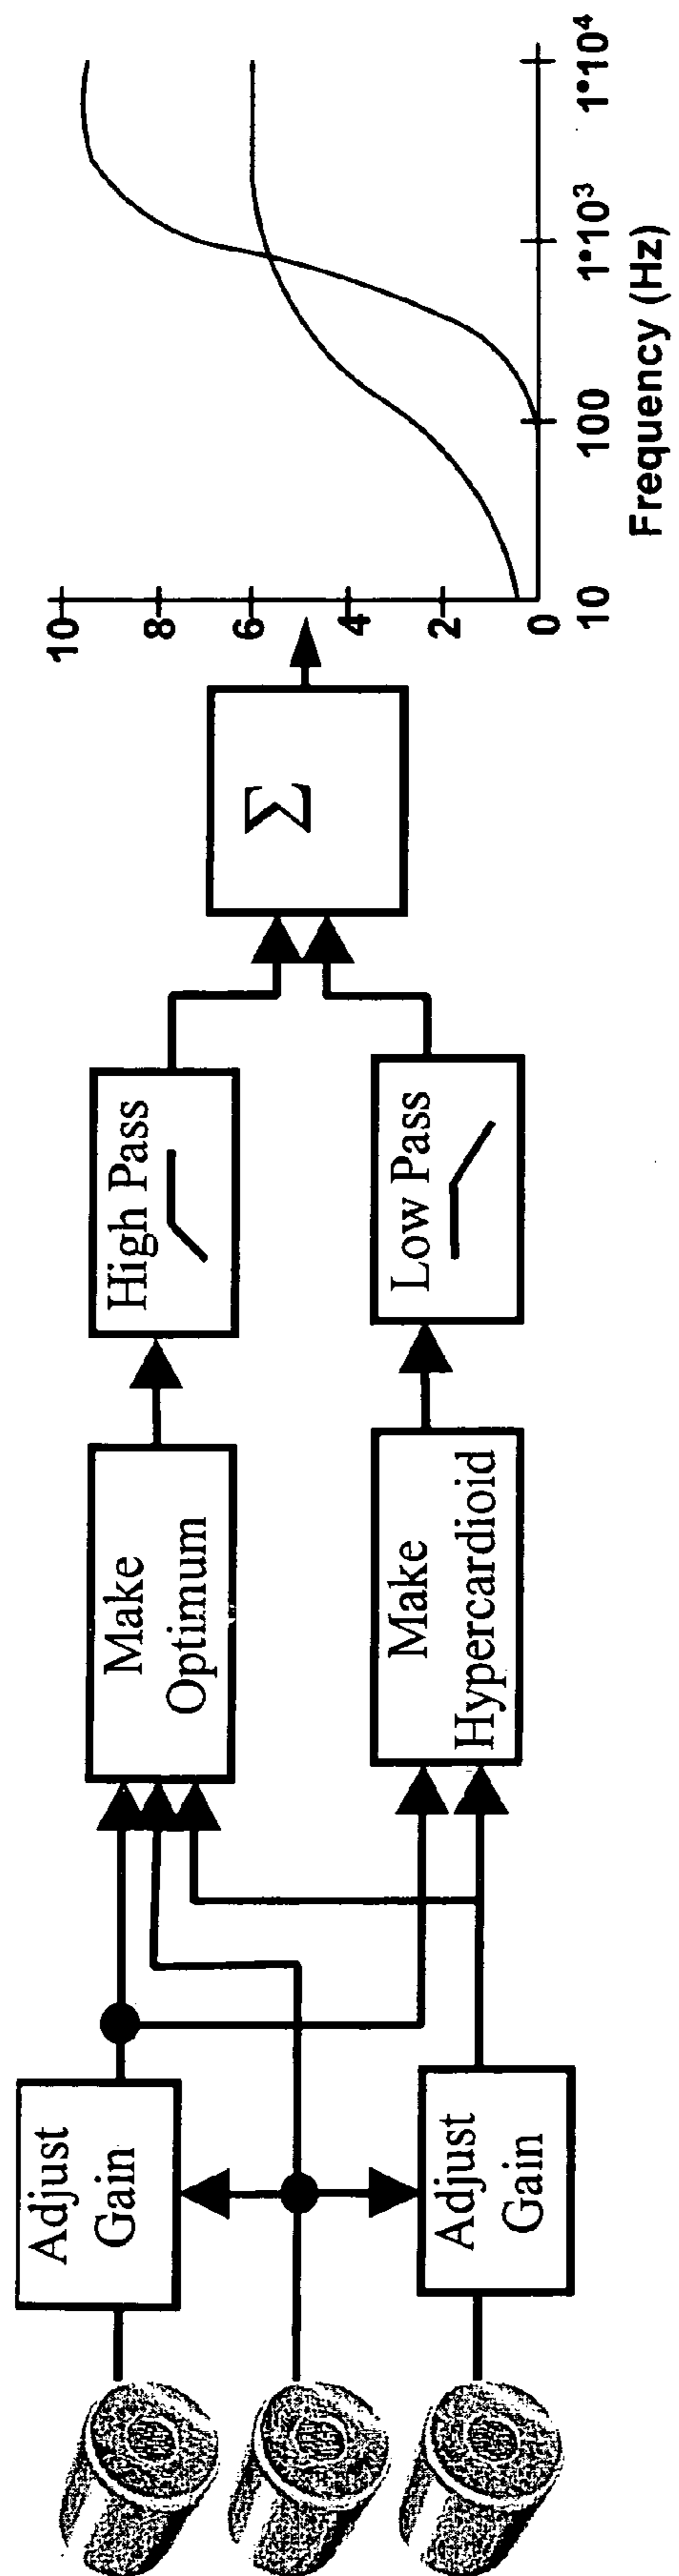 Adjust
Gain
Adjust
Gain
Make
Optimum
Make
Hypercardioid
High Pass
Low Pass
Σ
10
8
6
4
2
0
10
100
1*10³
1*10⁴
Frequency (Hz)